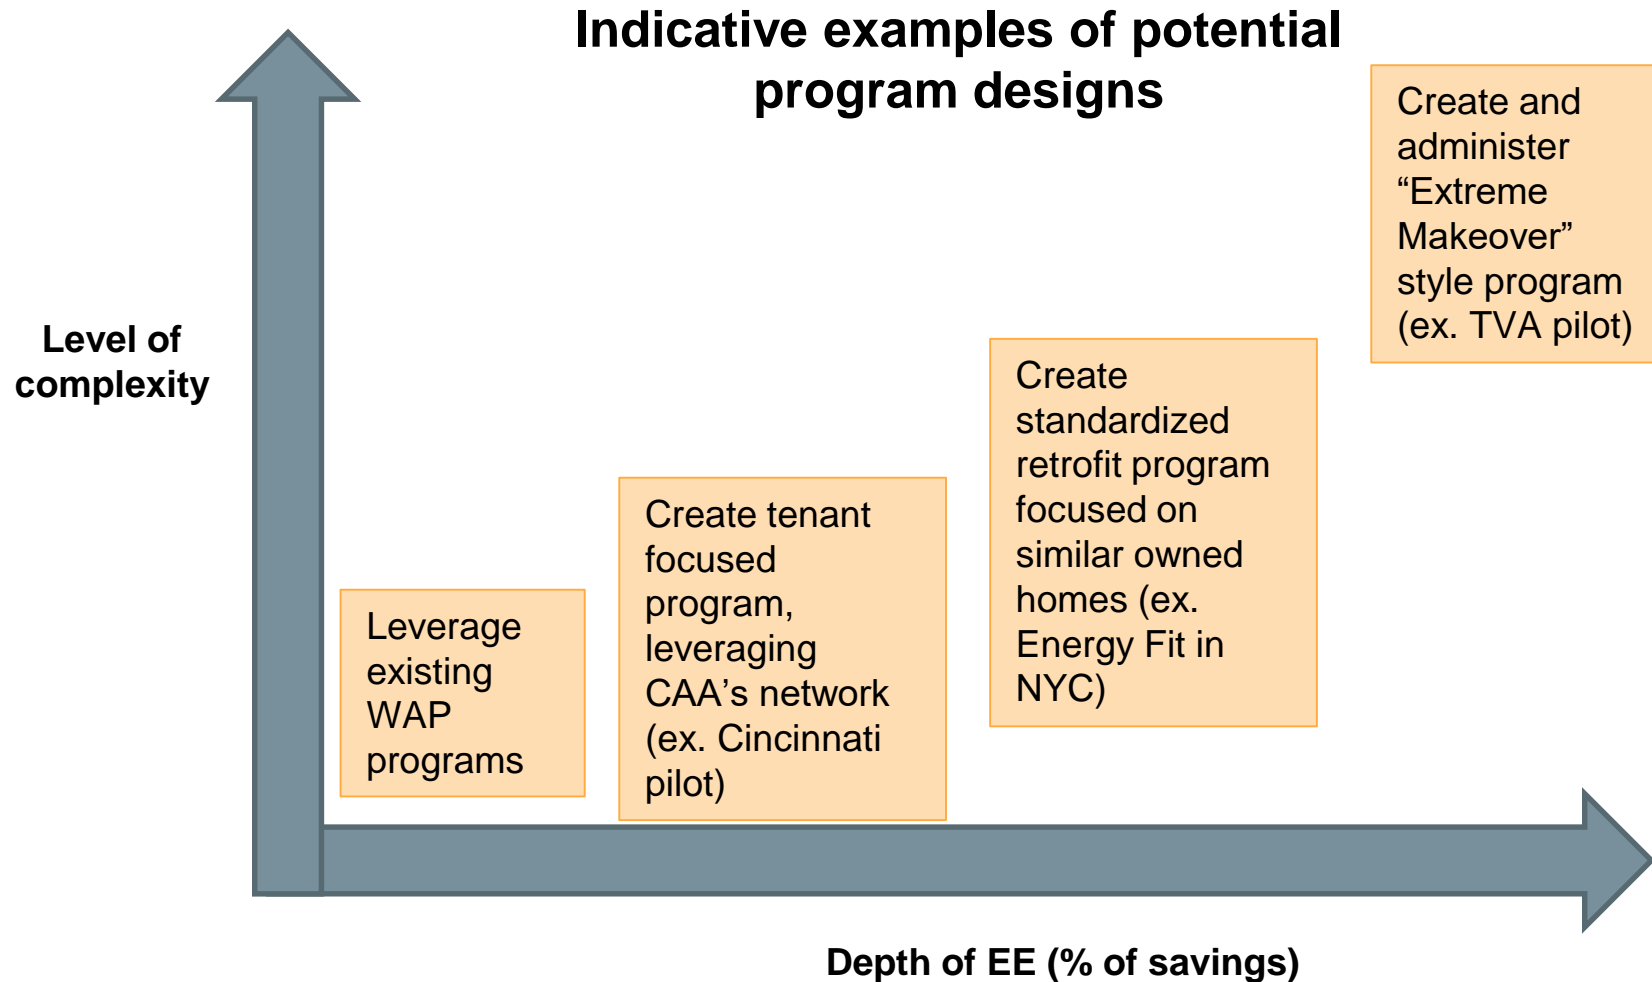 Indicative examples of potential
program designs
Level of
complexity
Leverage
existing
WAP
programs
Create tenant
focused
program,
leveraging
CAA’s network
(ex. Cincinnati
pilot)
Create
standardized
retrofit program
focused on
similar owned
homes (ex.
Energy Fit in
NYC)
Create and
administer
“Extreme
Makeover”
style program
(ex. TVA pilot)
Depth of EE (% of savings)